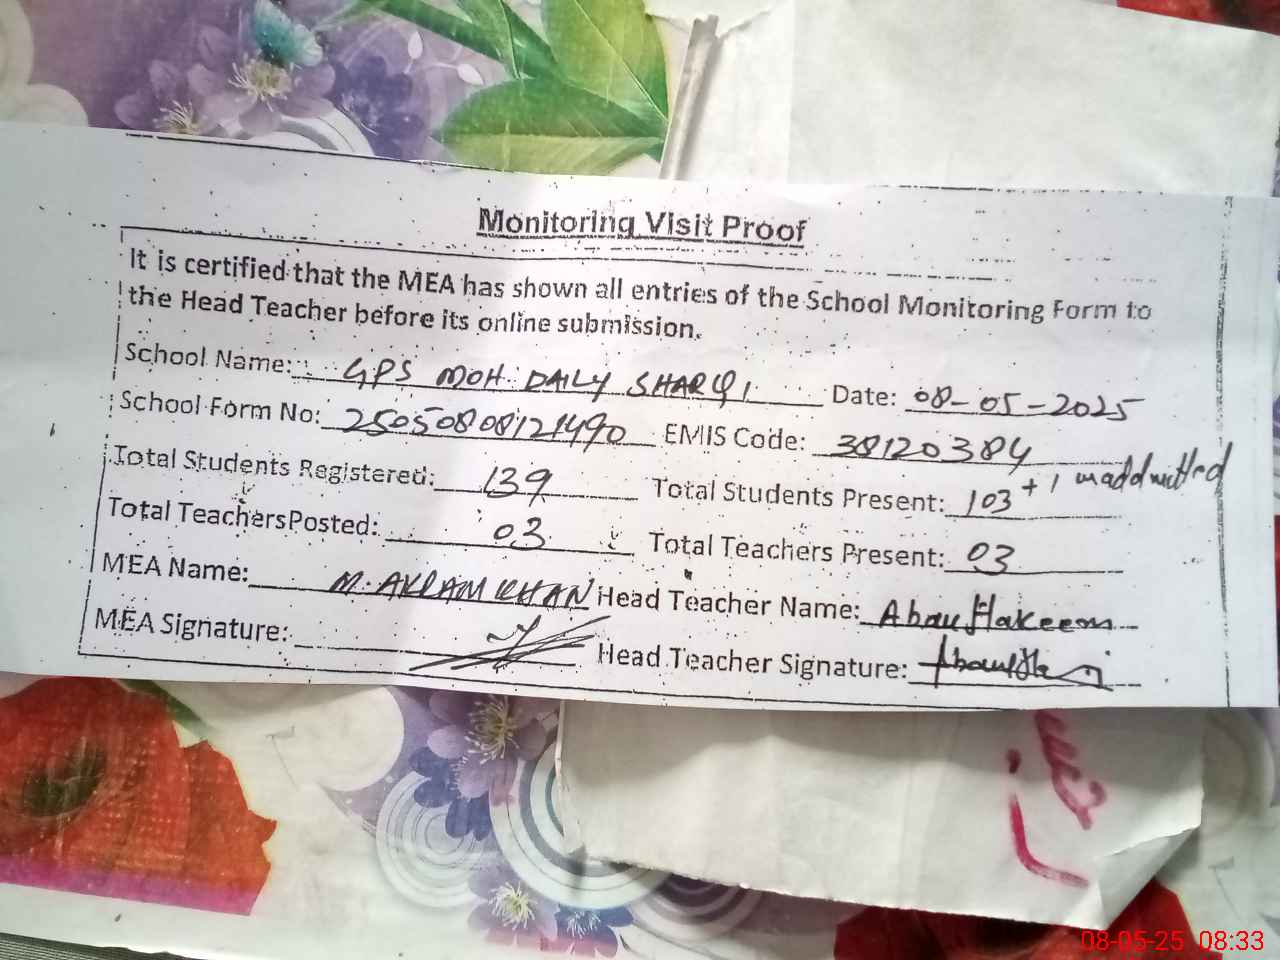 Monitoring Visit Proof
It is certified that the MEA has shown all entries of the School Monitoring Form to
the Head Teacher before its online submission.
School Name: GPS MOH. DAILY SHARQI Date: 08-05-2025
School Form No: 25050808121490 EMIS Code: 38120384
Total Students Registered: 139 Total Students Present: 103 + 1 unadmitted
Total TeachersPosted: 03 Total Teachers Present: 03
MEA Name: M. AKRAM KHAN Head Teacher Name: Abdul Hakeem
MEA Signature: Head Teacher Signature:
08-05-25 08:33